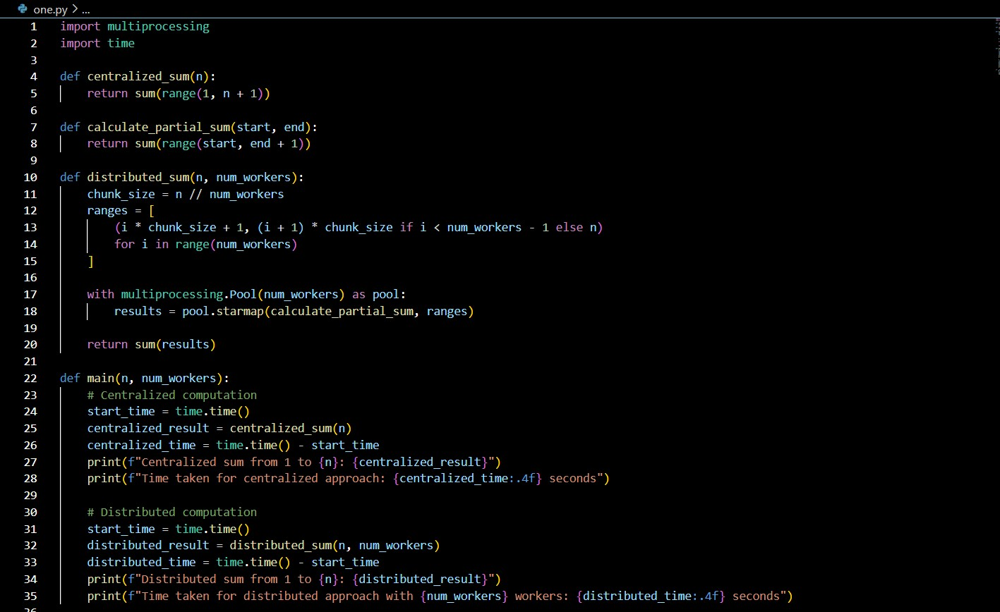 one.py > ...
1 import multiprocessing
2 import time
3
4 def centralized_sum(n):
5     return sum(range(1, n + 1))
6
7 def calculate_partial_sum(start, end):
8     return sum(range(start, end + 1))
9
10 def distributed_sum(n, num_workers):
11     chunk_size = n // num_workers
12     ranges = [
13         (i * chunk_size + 1, (i + 1) * chunk_size if i < num_workers - 1 else n)
14         for i in range(num_workers)
15     ]
16
17     with multiprocessing.Pool(num_workers) as pool:
18         results = pool.starmap(calculate_partial_sum, ranges)
19
20     return sum(results)
21
22 def main(n, num_workers):
23     # Centralized computation
24     start_time = time.time()
25     centralized_result = centralized_sum(n)
26     centralized_time = time.time() - start_time
27     print(f"Centralized sum from 1 to {n}: {centralized_result}")
28     print(f"Time taken for centralized approach: {centralized_time:.4f} seconds")
29
30     # Distributed computation
31     start_time = time.time()
32     distributed_result = distributed_sum(n, num_workers)
33     distributed_time = time.time() - start_time
34     print(f"Distributed sum from 1 to {n}: {distributed_result}")
35     print(f"Time taken for distributed approach with {num_workers} workers: {distributed_time:.4f} seconds")
36